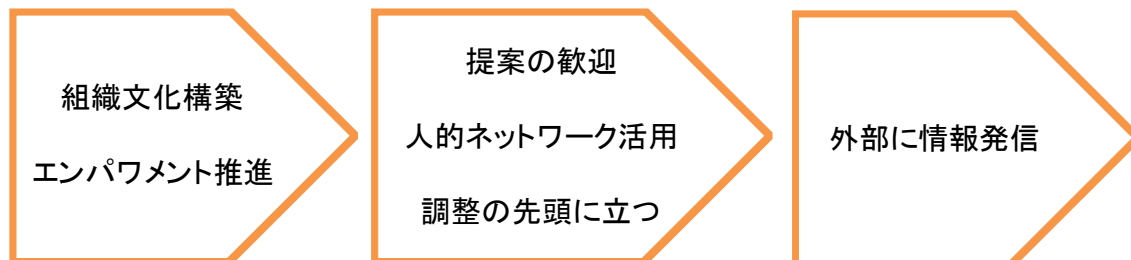 組織文化構築
エンパワメント推進
提案の歓迎
人的ネットワーク活用
調整の先頭に立つ
外部に情報発信